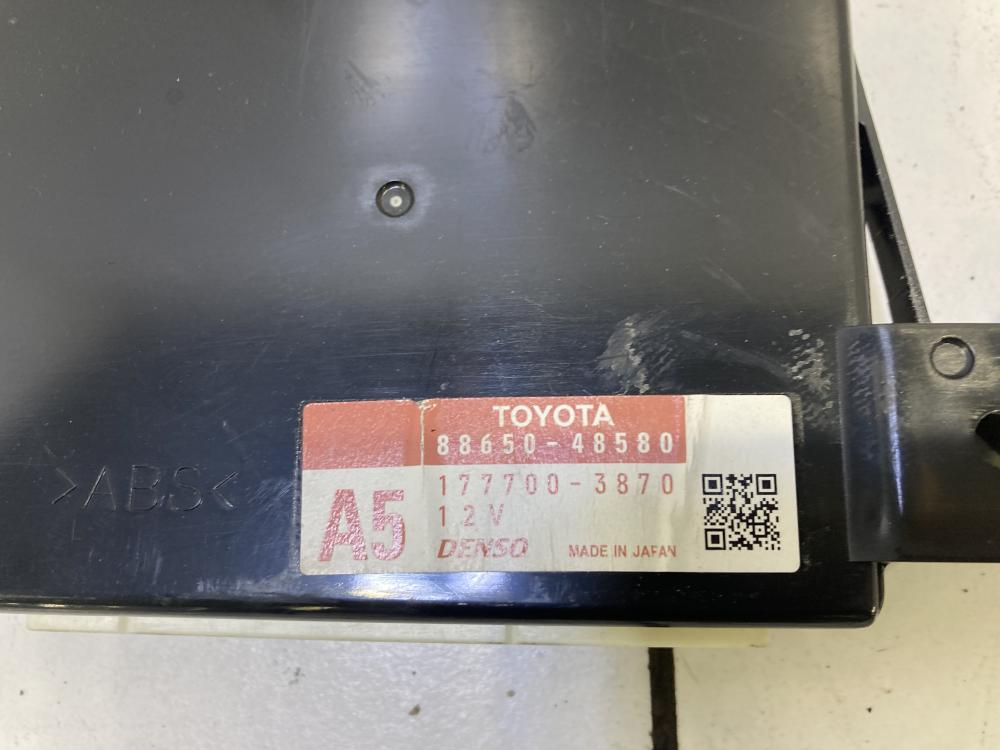 >ABS<
TOYOTA
88650-48580
A5
177700-3870
12V
DENSO
MADE IN JAPAN